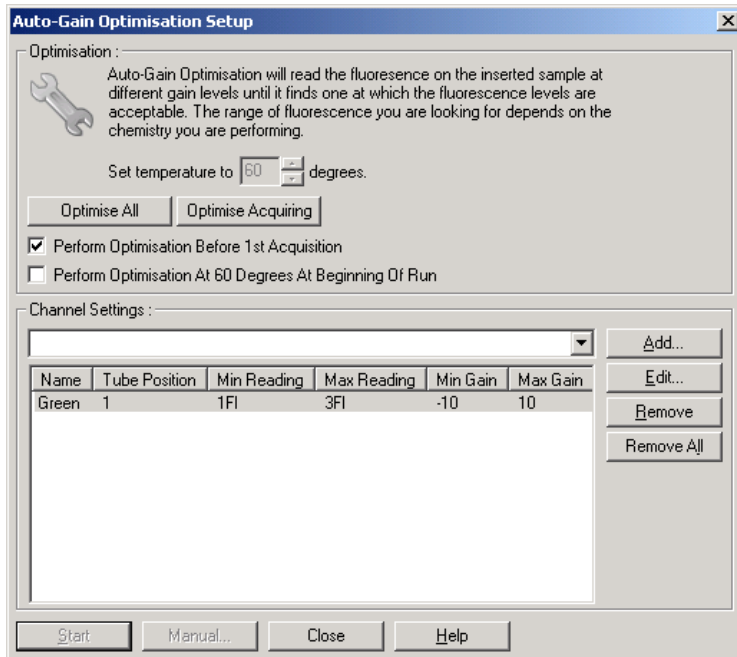 Auto-Gain Optimisation Setup
Optimisation :
Auto-Gain Optimisation will read the fluoresence on the inserted sample at
different gain levels until it finds one at which the fluorescence levels are
acceptable. The range of fluorescence you are looking for depends on the
chemistry you are performing.
Set temperature to 60 degrees.
Optimise All Optimise Acquiring
Perform Optimisation Before 1st Acquisition
Perform Optimisation At 60 Degrees At Beginning Of Run
Channel Settings :
Add...
Name Tube Position Min Reading Max Reading Min Gain Max Gain
Edit...
Green 1 1Fl 3Fl -10 10
Remove
Remove All
Start Manual... Close Help